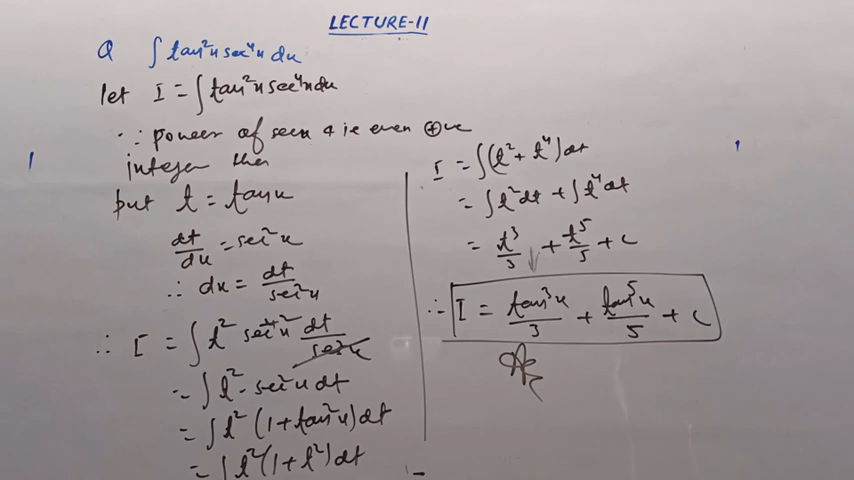 LECTURE-11
Q ∫ tan²x sec⁴x dx
let I = ∫ tan²x sec⁴x dx
∵ power of secx 4 ie even ⊕ve
integer then
put t = tanx
dt/dx = sec²x
∴ dx = dt/sec²x
∴ I = ∫ t² sec⁴x dt/sec²x
= ∫ t² · sec²x dt
= ∫ t² (1 + tan²x) dt
= ∫ t² (1 + t²) dt
I = ∫ (t² + t⁴) dt
= ∫ t² dt + ∫ t⁴ dt
= t³/3 + t⁵/5 + c
∴ I = tan³x/3 + tan⁵x/5 + c